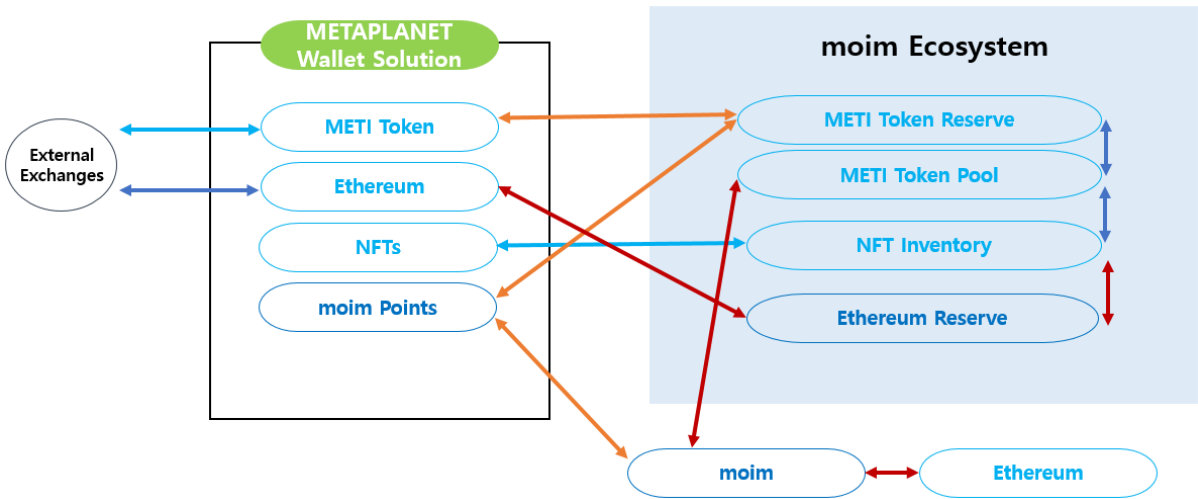 METAPLANET
Wallet Solution
moim Ecosystem
External
Exchanges
METI Token
Ethereum
NFTs
moim Points
METI Token Reserve
METI Token Pool
NFT Inventory
Ethereum Reserve
moim
Ethereum